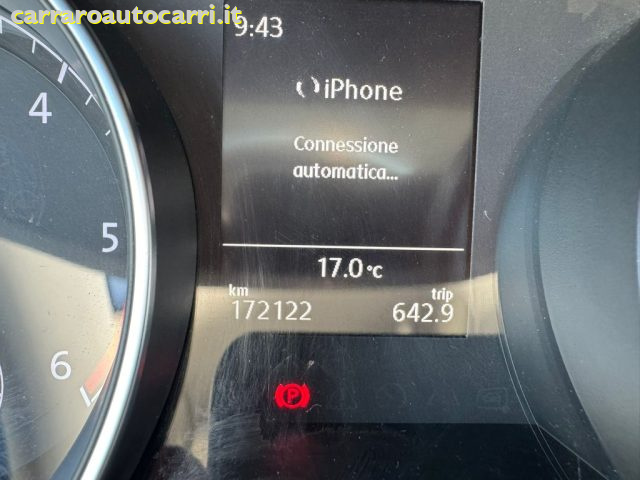 carraroautocarri.it
9:43
iPhone
Connessione
automatica...
17.0 °C
km trip
172122 642.9
4
5
6
P